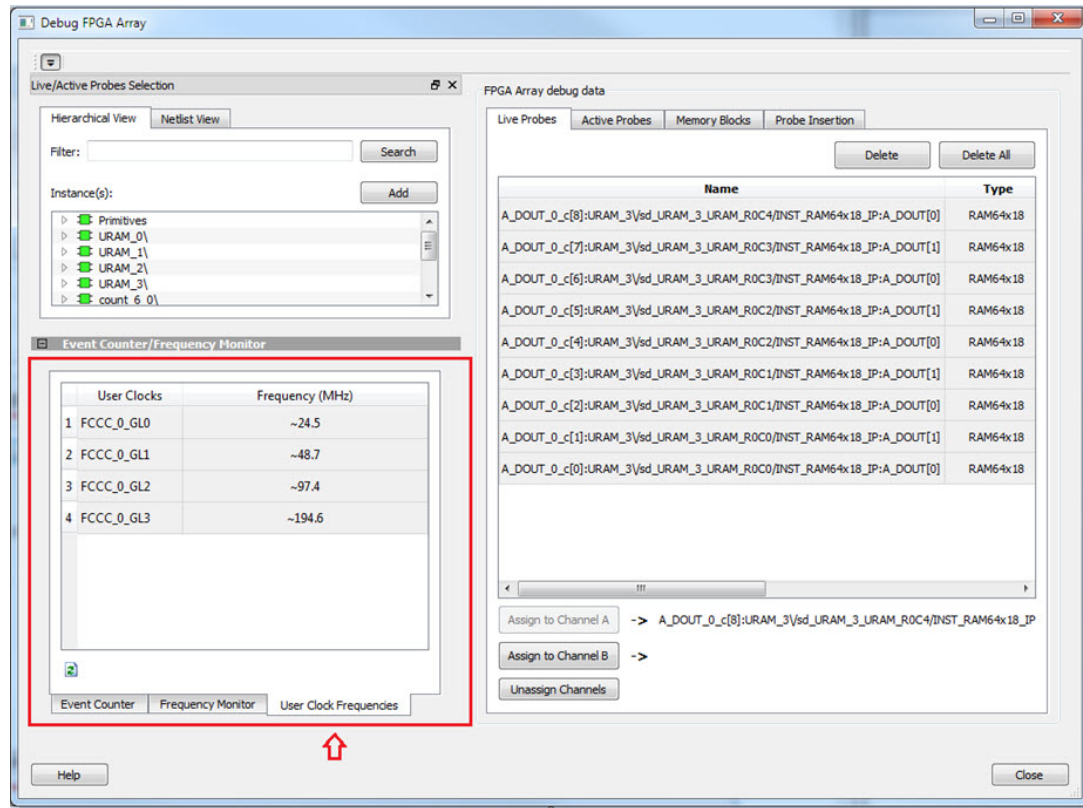 Debug FPGA Array
Live/Active Probes Selection
Hierarchical View
Netlist View
Filter:
Search
Instance(s):
Add
Primitives
URAM_0\
URAM_1\
URAM_2\
URAM_3\
count_6_0\
Event Counter/Frequency Monitor
User Clocks Frequency (MHz)
1 FCCC_0_GL0 ~24.5
2 FCCC_0_GL1 ~48.7
3 FCCC_0_GL2 ~97.4
4 FCCC_0_GL3 ~194.6
Event Counter
Frequency Monitor
User Clock Frequencies
FPGA Array debug data
Live Probes
Active Probes
Memory Blocks
Probe Insertion
Delete
Delete All
Name Type
A_DOUT_0_c[8]:URAM_3\/sd_URAM_3_URAM_R0C4/INST_RAM64x18_IP:A_DOUT[0] RAM64x18
A_DOUT_0_c[7]:URAM_3\/sd_URAM_3_URAM_R0C3/INST_RAM64x18_IP:A_DOUT[1] RAM64x18
A_DOUT_0_c[6]:URAM_3\/sd_URAM_3_URAM_R0C3/INST_RAM64x18_IP:A_DOUT[0] RAM64x18
A_DOUT_0_c[5]:URAM_3\/sd_URAM_3_URAM_R0C2/INST_RAM64x18_IP:A_DOUT[1] RAM64x18
A_DOUT_0_c[4]:URAM_3\/sd_URAM_3_URAM_R0C2/INST_RAM64x18_IP:A_DOUT[0] RAM64x18
A_DOUT_0_c[3]:URAM_3\/sd_URAM_3_URAM_R0C1/INST_RAM64x18_IP:A_DOUT[1] RAM64x18
A_DOUT_0_c[2]:URAM_3\/sd_URAM_3_URAM_R0C1/INST_RAM64x18_IP:A_DOUT[0] RAM64x18
A_DOUT_0_c[1]:URAM_3\/sd_URAM_3_URAM_R0C0/INST_RAM64x18_IP:A_DOUT[1] RAM64x18
A_DOUT_0_c[0]:URAM_3\/sd_URAM_3_URAM_R0C0/INST_RAM64x18_IP:A_DOUT[0] RAM64x18
Assign to Channel A -> A_DOUT_0_c[8]:URAM_3\/sd_URAM_3_URAM_R0C4/INST_RAM64x18_IP
Assign to Channel B ->
Unassign Channels
Help
Close